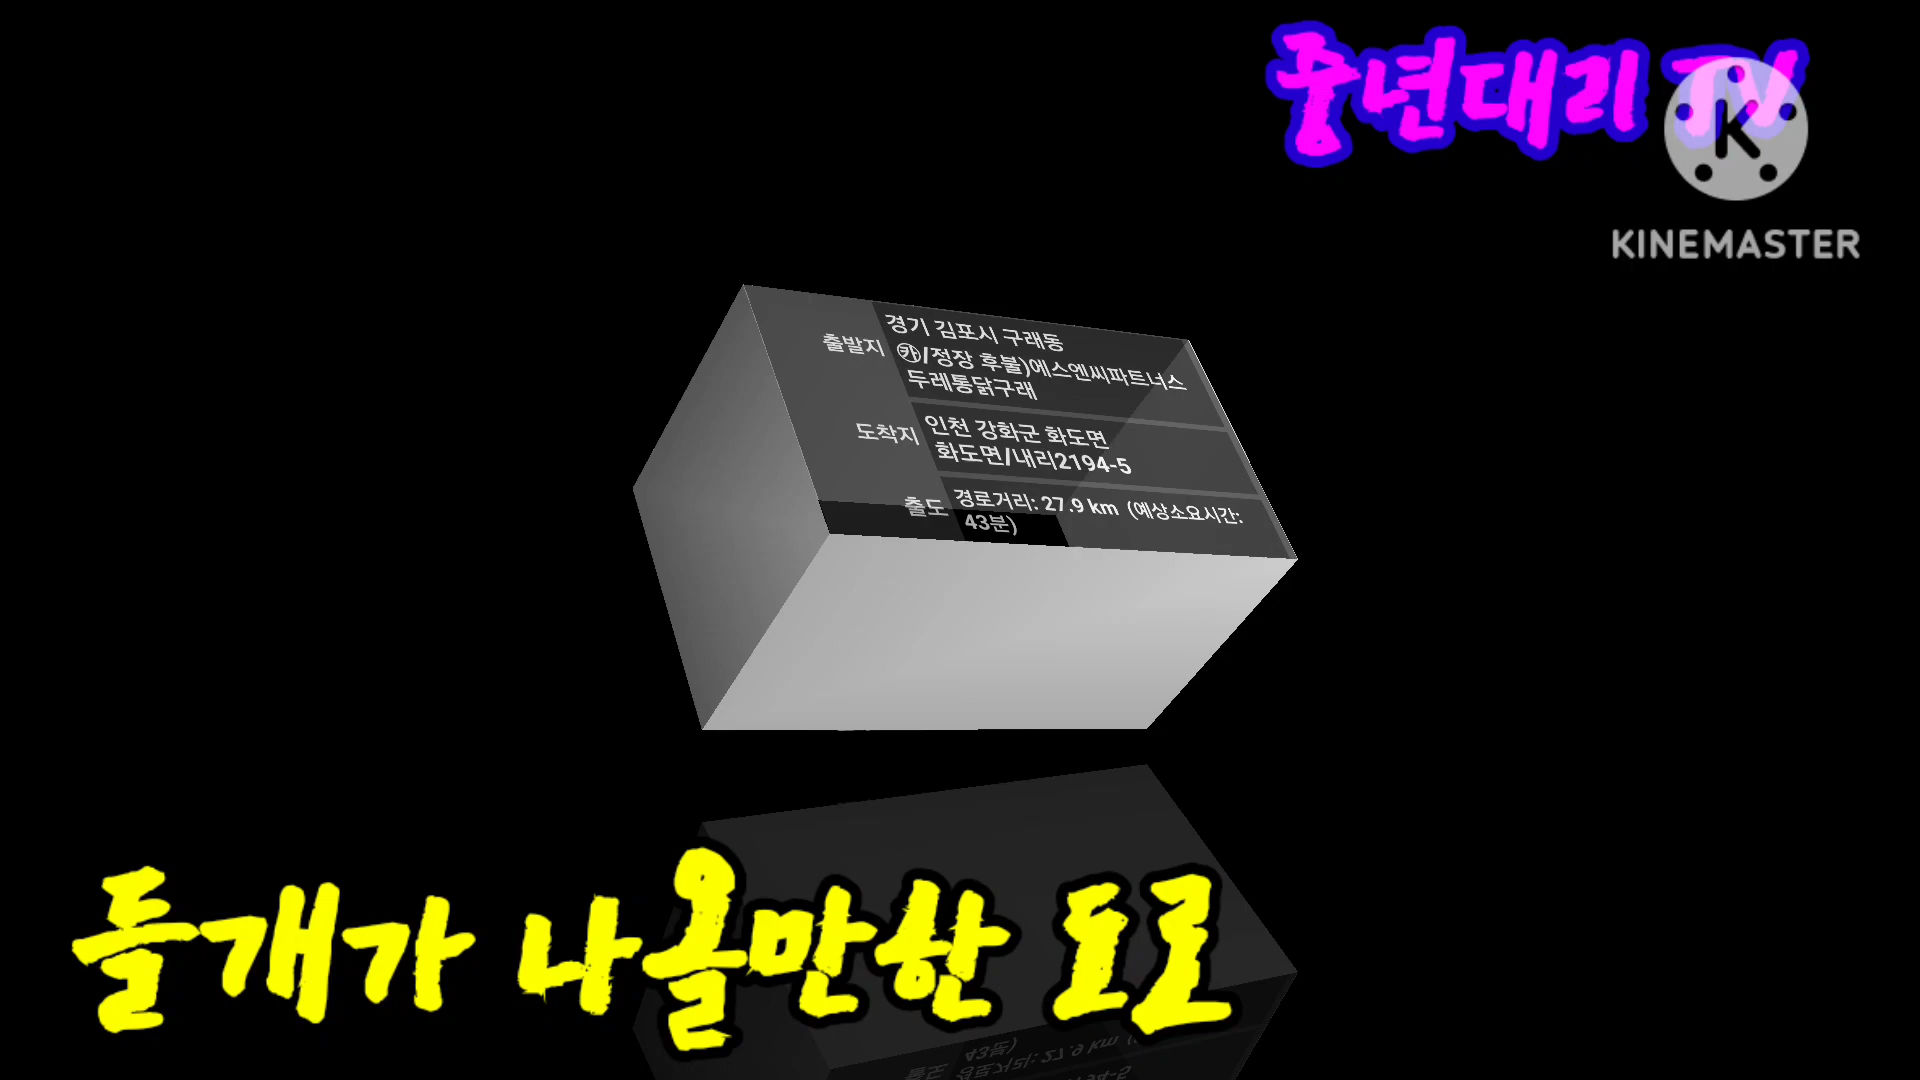 중년대리 TV
KINEMASTER
출발지 경기 김포시 구래동
㉸/정장 후불)에스엔씨파트너스
두레통닭구래
도착지 인천 강화군 화도면
화도면/내리2194-5
출도 경로거리: 27.9 km (예상소요시간:
43분)
들개가 나올만한 도로